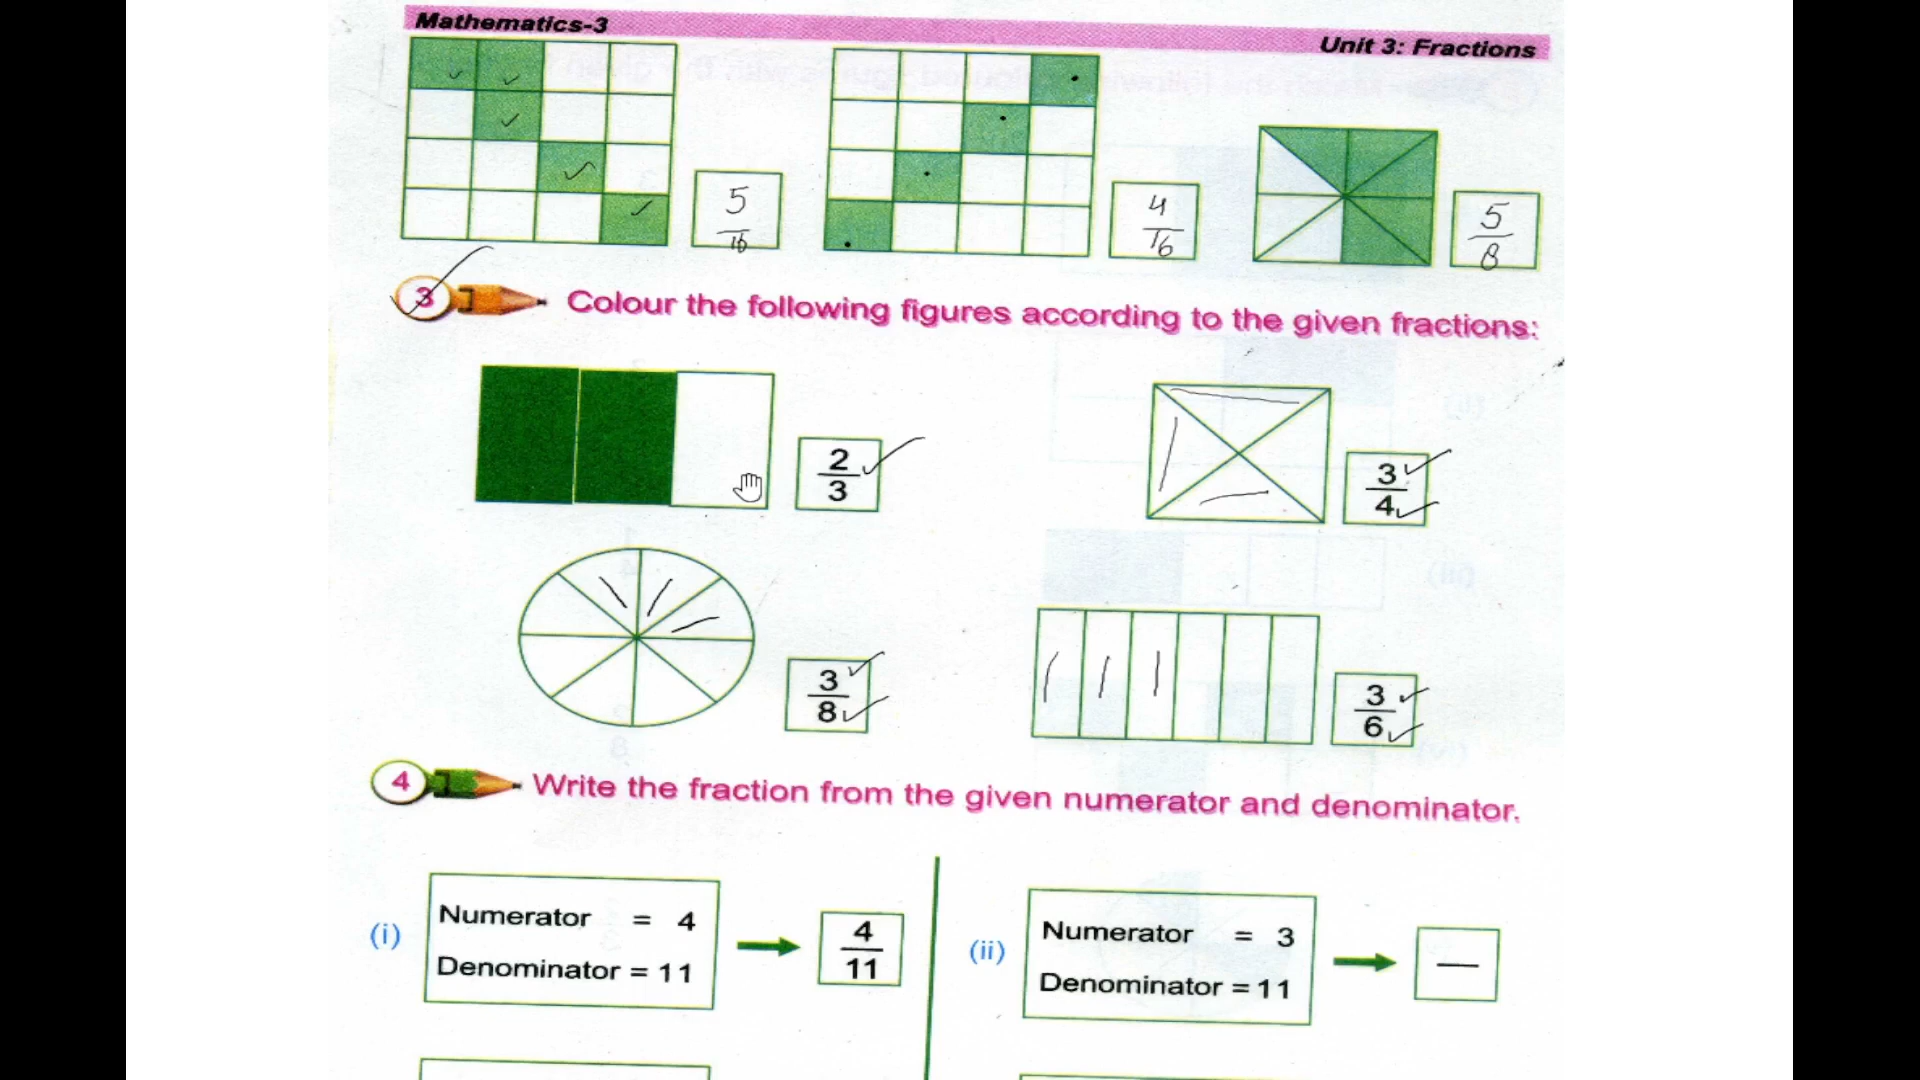 Mathematics-3
Unit 3: Fractions
5
16
4
16
5
8
3 Colour the following figures according to the given fractions:
2
3
3
4
3
8
3
6
4 Write the fraction from the given numerator and denominator.
(i)
Numerator = 4
Denominator = 11
4
11
(ii)
Numerator = 3
Denominator = 11